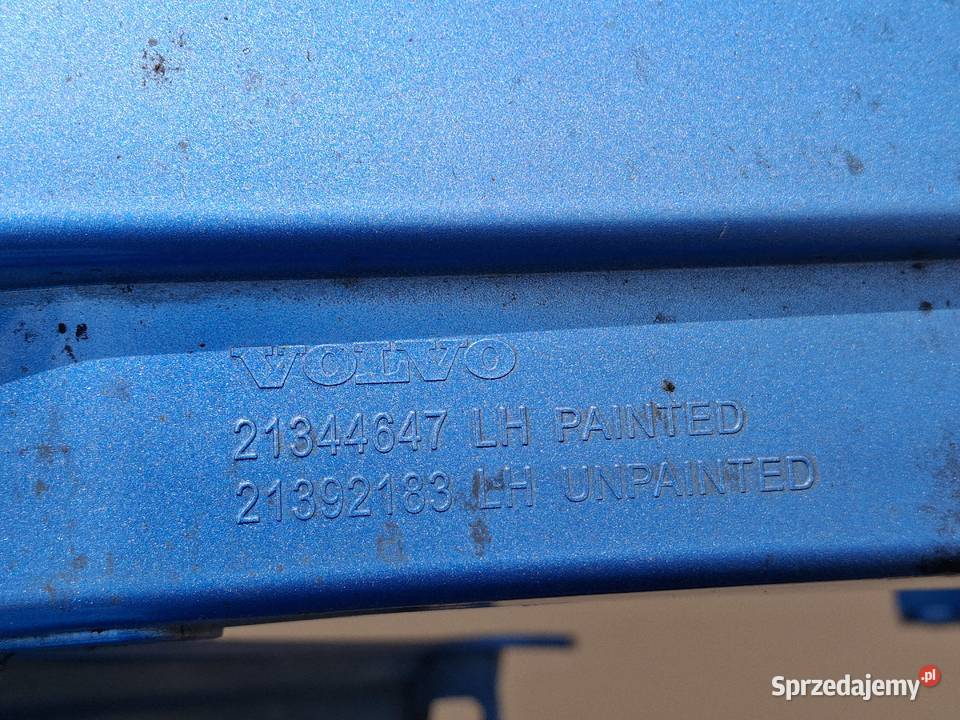 VOLVO
21344647 LH PAINTED
21392183 LH UNPAINTED
Sprzedajemy.pl